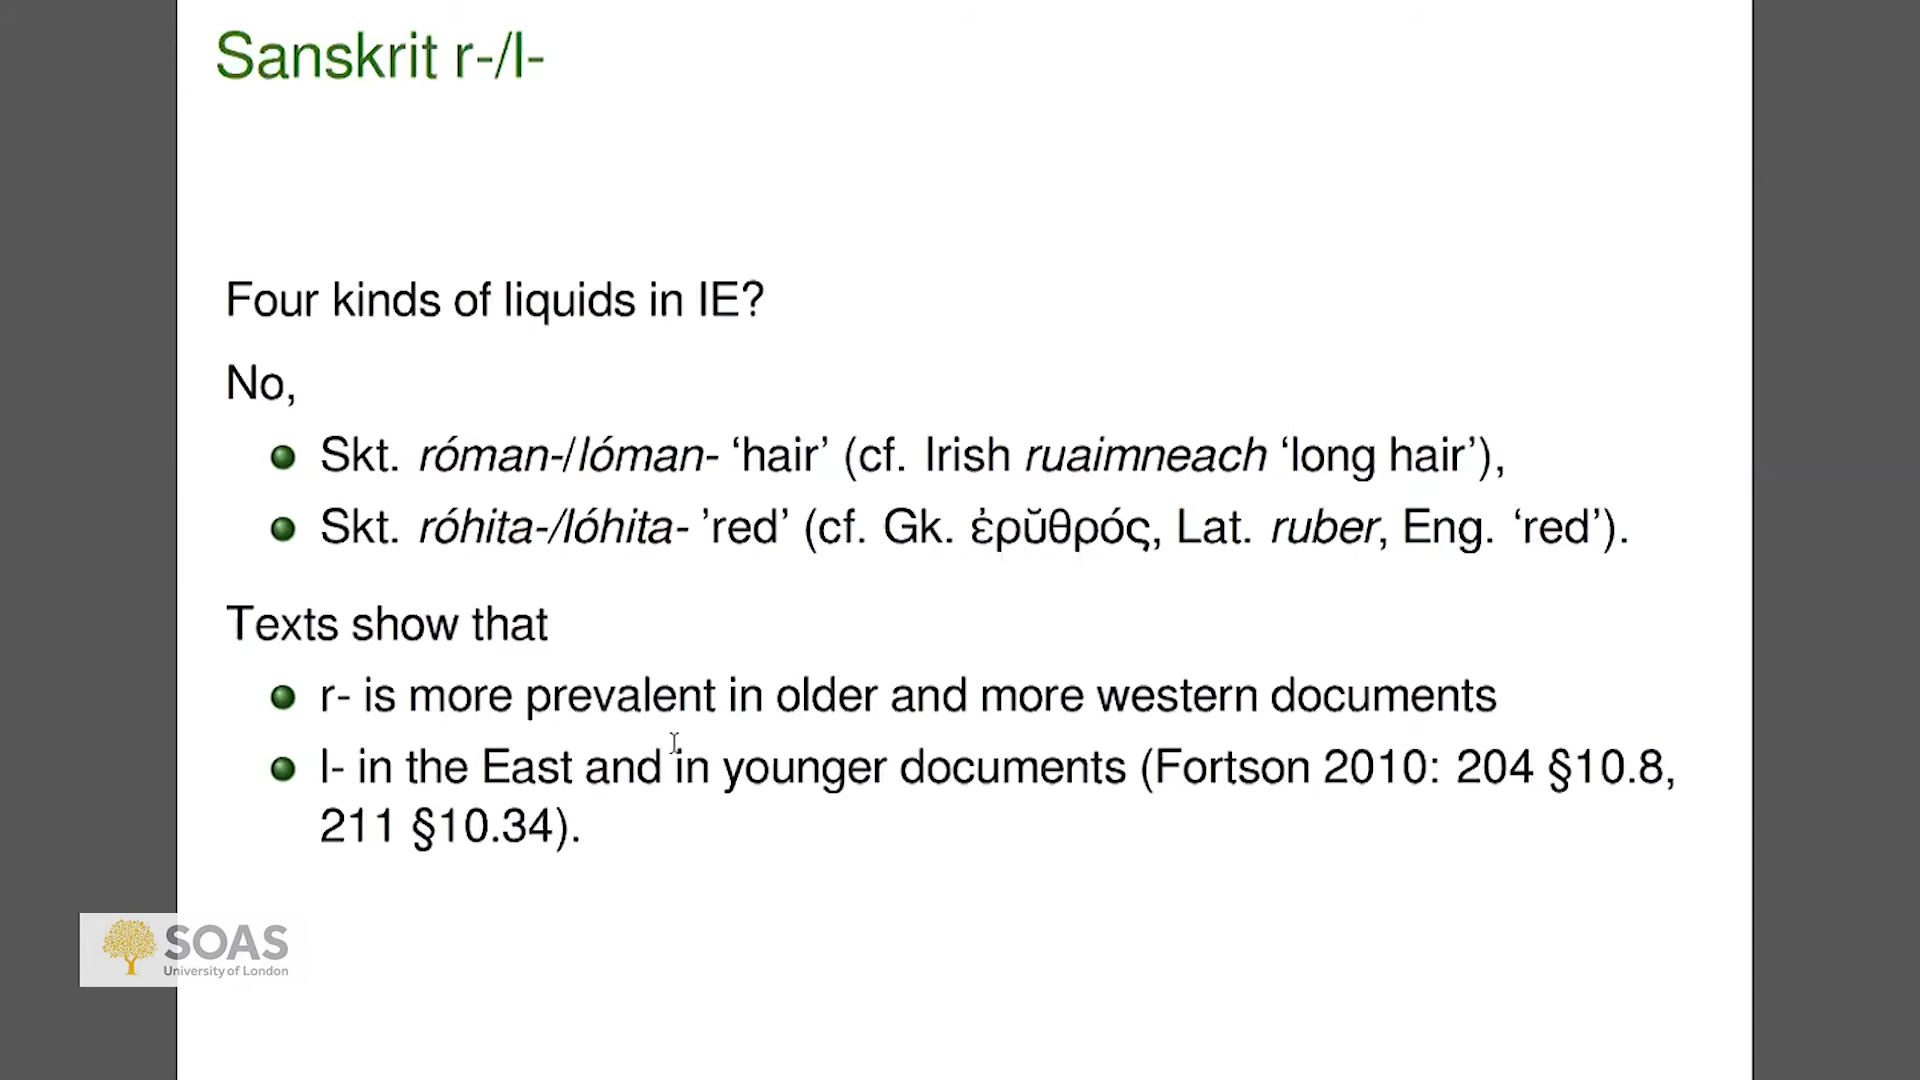 Sanskrit r-/l-
Four kinds of liquids in IE?
No,
Skt. róman-/lóman- ‘hair’ (cf. Irish ruaimneach ‘long hair’),
Skt. róhita-/lóhita- ’red’ (cf. Gk. ἐρῠθρός, Lat. ruber, Eng. ‘red’).
Texts show that
r- is more prevalent in older and more western documents
l- in the East and in younger documents (Fortson 2010: 204 §10.8,
211 §10.34).
SOAS
University of London